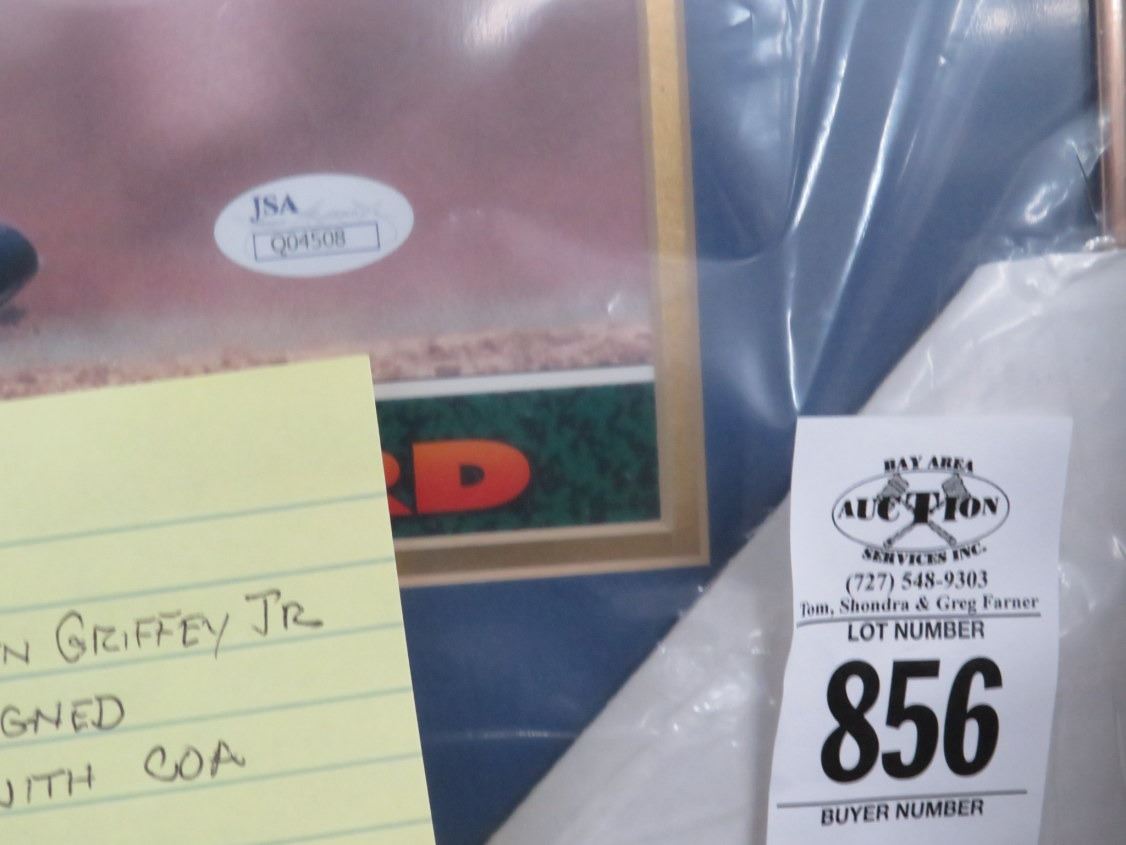 JSA
Q04508
RD
N GRIFFEY JR
GNED
WITH COA
BAY AREA
AUCTION
SERVICES INC.
(727) 548-9303
Tom, Shondra & Greg Farner
LOT NUMBER
856
BUYER NUMBER